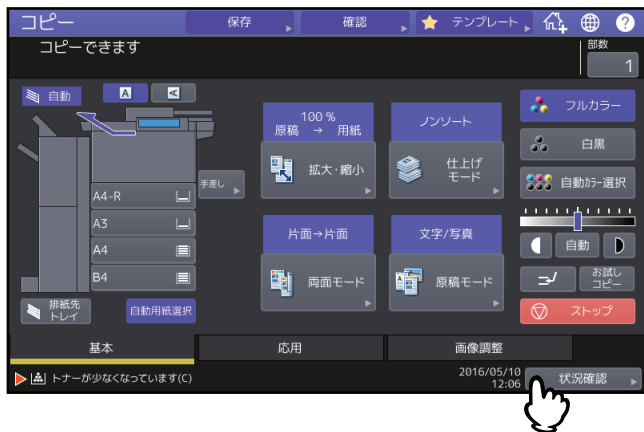 コピー
保存
確認
テンプレート
?
コピーできます
部数
1
自動
A
A
100 %
原稿 → 用紙
拡大・縮小
ノンソート
仕上げ
モード
フルカラー
白黒
自動ｶﾗｰ選択
手差し
A4-R
A3
A4
B4
片面→片面
両面モード
文字/写真
原稿モード
自動
お試し
コピー
ストップ
排紙先
トレイ
自動用紙選択
基本
応用
画像調整
トナーが少なくなっています(C)
2016/05/10
12:06
状況確認